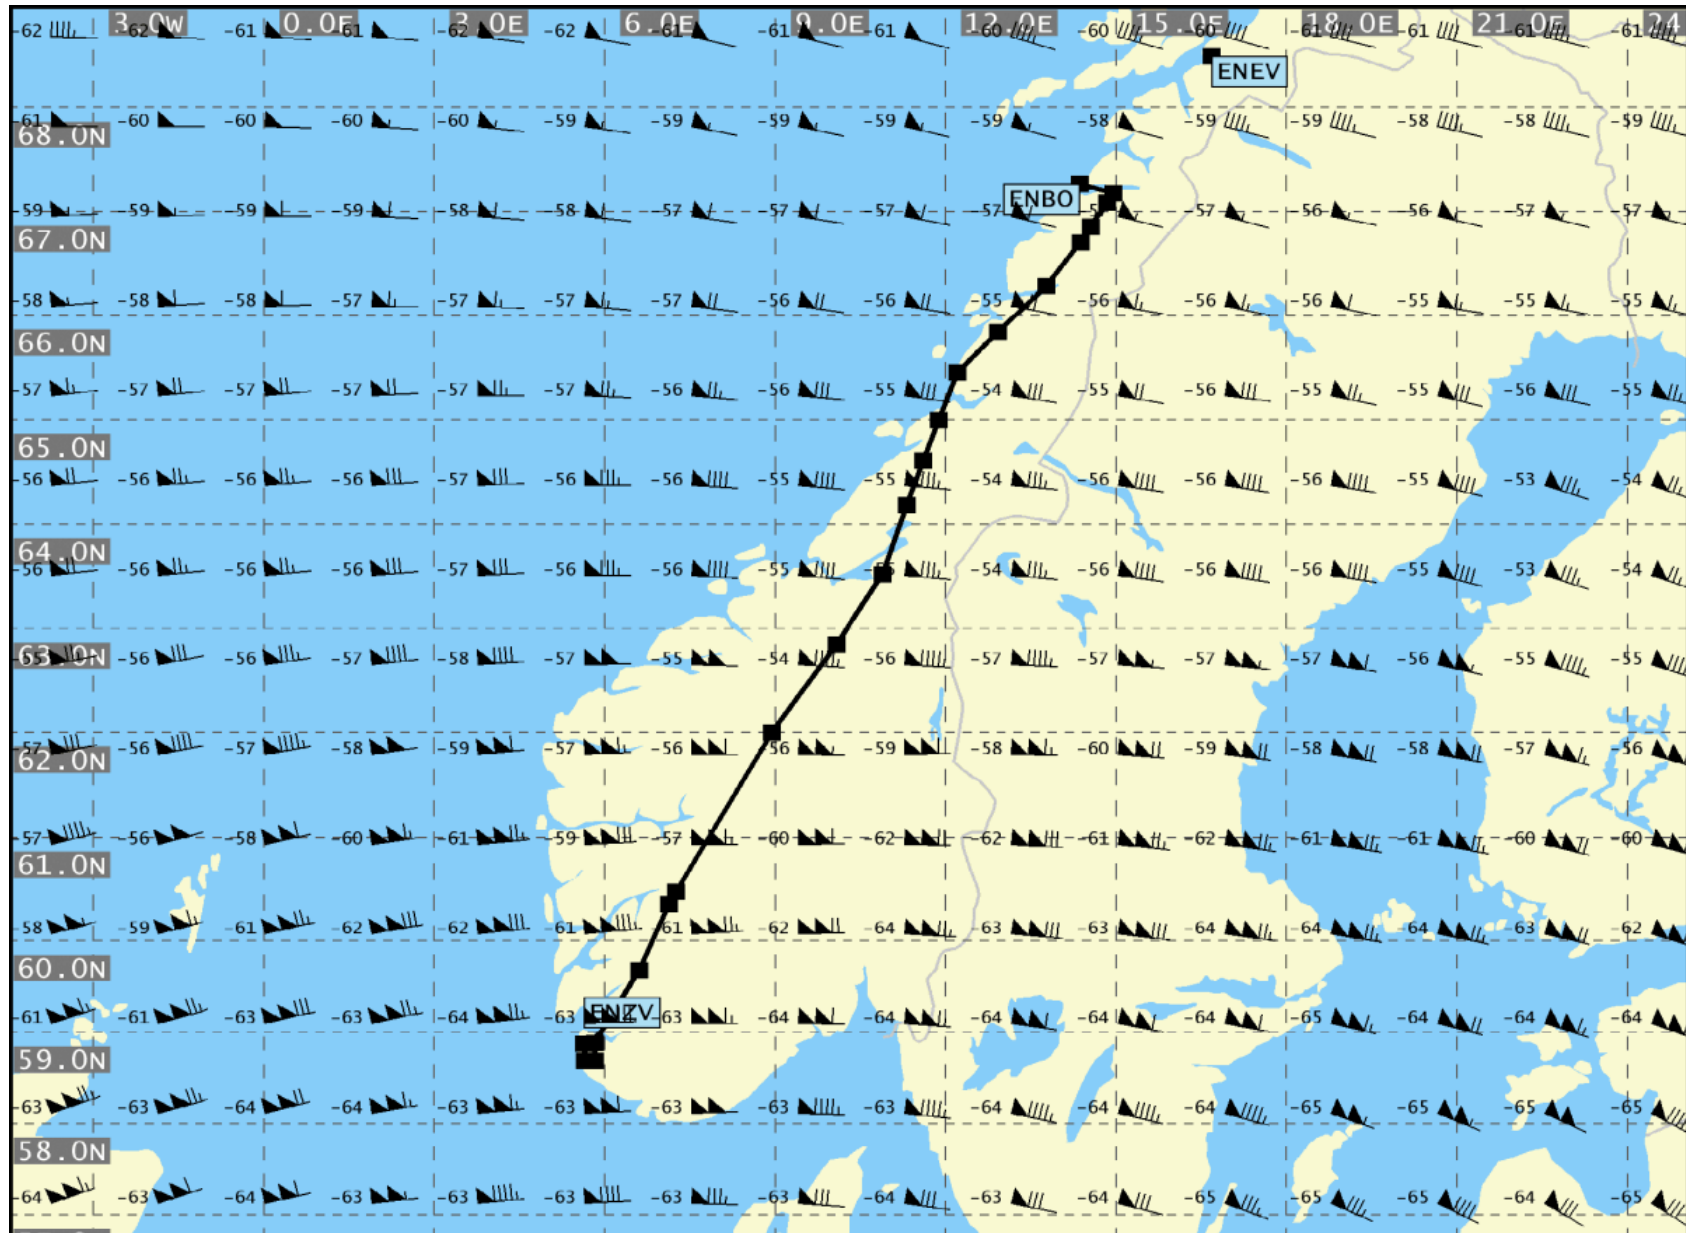 3.0W 0.0E 3.0E 6.0E 9.0E 12.0E 15.0E 18.0E 21.0E 24
-62 -62 -61 -61 -62 -62 -61 -61 -61 -60 -60 -60 -61 -61 -61 -61
ENEV
-61 -60 -60 -60 -60 -59 -59 -59 -59 -59 -58 -59 -59 -58 -58 -59
68.0N
ENBO
-59 -59 -59 -59 -58 -58 -57 -57 -57 -57 -57 -56 -56 -57 -57
67.0N
-58 -58 -58 -57 -57 -57 -57 -56 -56 -55 -56 -56 -56 -55 -55 -55
66.0N
-57 -57 -57 -57 -57 -57 -56 -56 -55 -54 -55 -56 -55 -55 -56 -55
65.0N
-56 -56 -56 -56 -57 -56 -56 -55 -55 -54 -56 -56 -56 -55 -53 -54
64.0N
-56 -56 -56 -56 -57 -56 -56 -55 -55 -54 -56 -56 -56 -55 -53 -54
63.0N
-55 -56 -56 -57 -58 -57 -55 -54 -56 -57 -57 -57 -57 -56 -55 -55
-57 -56 -57 -58 -59 -57 -56 -56 -59 -58 -60 -59 -58 -58 -57 -56
62.0N
-57 -56 -58 -60 -61 -59 -57 -60 -62 -62 -61 -62 -65 -61 -60 -60
61.0N
-58 -59 -61 -62 -62 -61 -61 -62 -64 -63 -63 -64 -64 -64 -63 -62
60.0N
ENZV
-61 -61 -63 -63 -64 -63 -63 -64 -64 -64 -64 -64 -65 -64 -64 -64
59.0N
-63 -63 -64 -64 -63 -63 -63 -63 -63 -64 -64 -64 -65 -65 -65 -65
58.0N
-64 -63 -64 -63 -63 -63 -63 -63 -64 -63 -64 -65 -65 -65 -64 -65